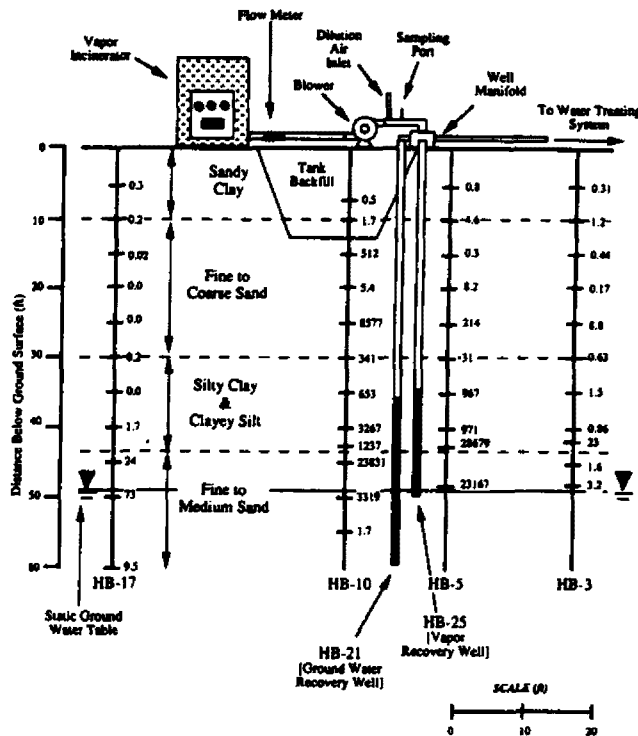 Flow Meter
Vapor
Incinerator
Dilution
Air
Inlet
Sampling
Port
Blower
Well
Manifold
To Water Treating
System
Distance Below Ground Surface (ft)
0
10
20
30
40
50
60
Sandy
Clay
Tank
Backfill
Fine to
Coarse Sand
Silty Clay
&
Clayey Silt
Fine to
Medium Sand
0.3
0.2
0.02
0.0
0.0
0.2
0.0
1.7
24
73
9.5
HB-17
0.5
1.7
512
5.4
8577
341
653
3267
1237
23831
3319
1.7
HB-10
0.8
4.6
0.3
8.2
214
31
967
971
28679
23167
HB-5
0.31
1.2
0.44
0.17
0.63
1.5
0.86
23
1.6
3.2
HB-3
Static Ground
Water Table
HB-21
[Ground Water
Recovery Well]
HB-25
[Vapor
Recovery Well]
SCALE (ft)
0 10 20